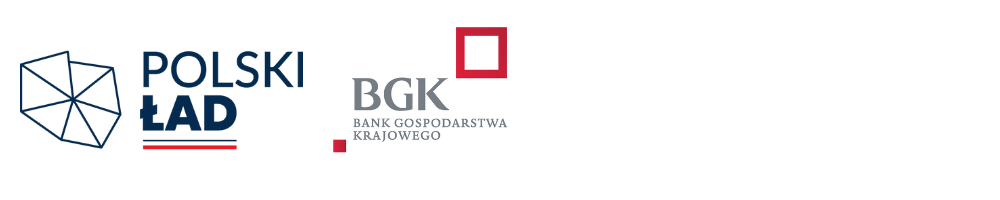 POLSKI
ŁAD
BGK
BANK GOSPODARSTWA
KRAJOWEGO